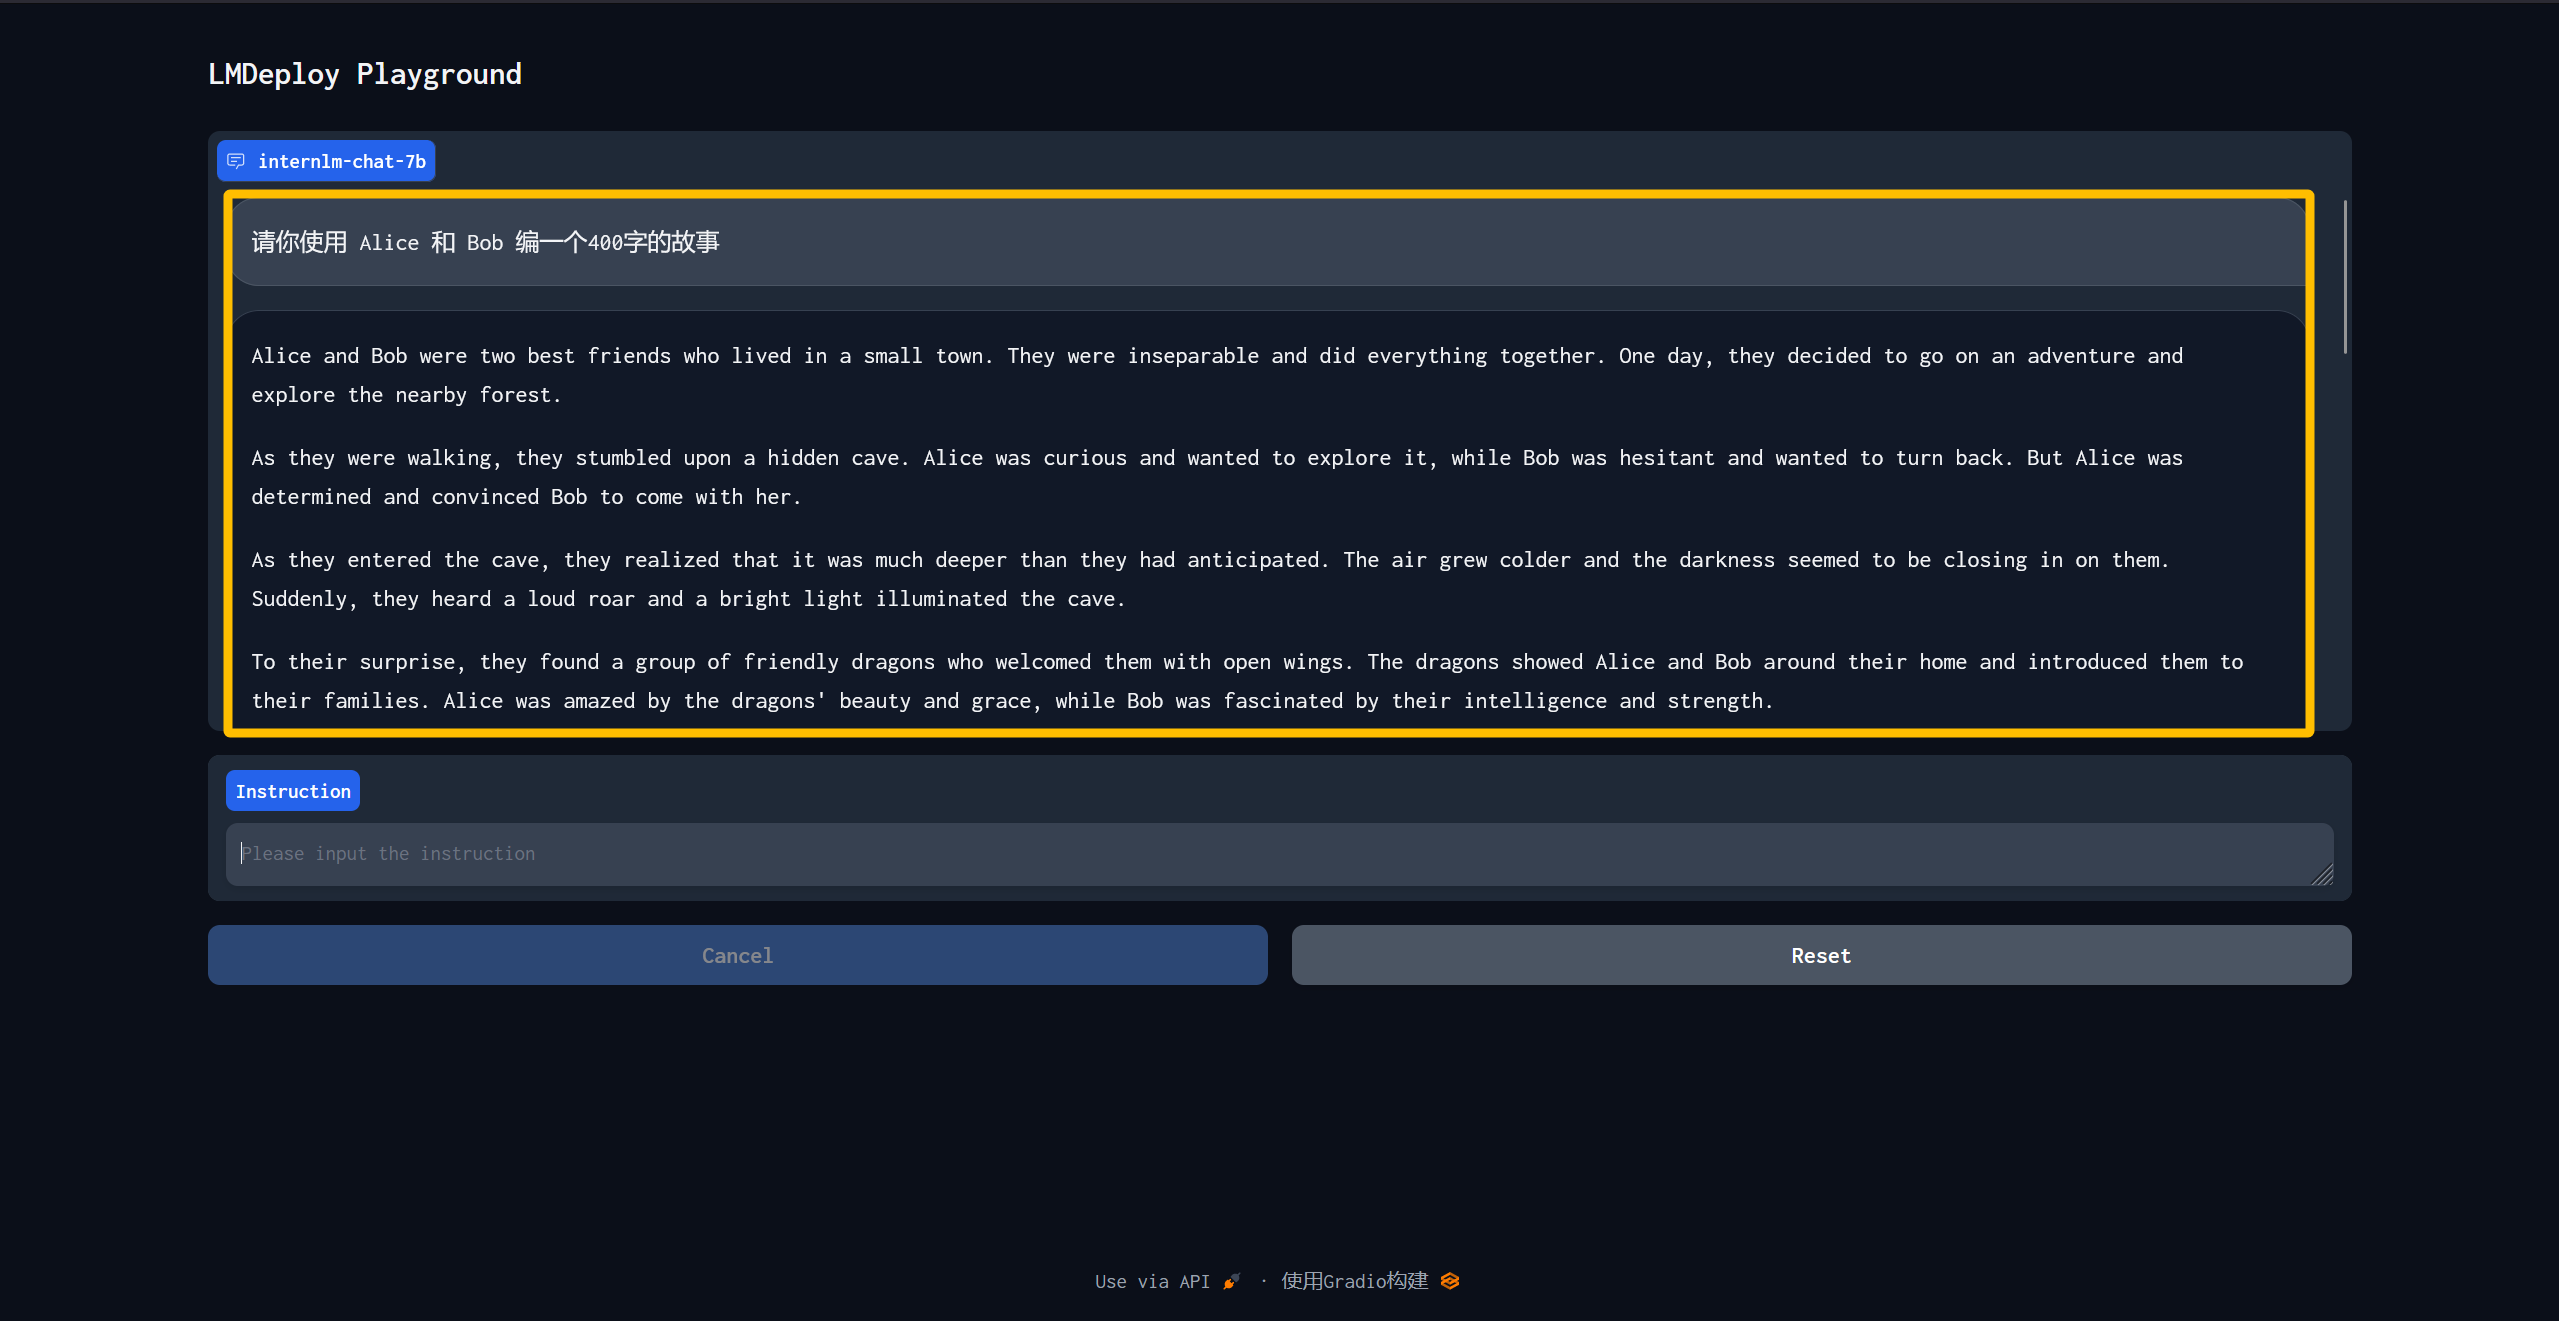 LMDeploy Playground
internlm-chat-7b
请你使用 Alice 和 Bob 编一个400字的故事
Alice and Bob were two best friends who lived in a small town. They were inseparable and did everything together. One day, they decided to go on an adventure and
explore the nearby forest.
As they were walking, they stumbled upon a hidden cave. Alice was curious and wanted to explore it, while Bob was hesitant and wanted to turn back. But Alice was
determined and convinced Bob to come with her.
As they entered the cave, they realized that it was much deeper than they had anticipated. The air grew colder and the darkness seemed to be closing in on them.
Suddenly, they heard a loud roar and a bright light illuminated the cave.
To their surprise, they found a group of friendly dragons who welcomed them with open wings. The dragons showed Alice and Bob around their home and introduced them to
their families. Alice was amazed by the dragons' beauty and grace, while Bob was fascinated by their intelligence and strength.
Instruction
Please input the instruction
Cancel Reset
Use via API · 使用Gradio构建